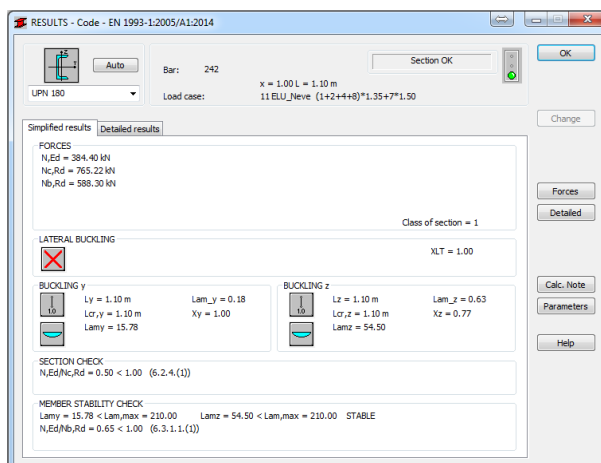 RESULTS - Code - EN 1993-1:2005/A1:2014
Auto
UPN 180
Bar: 242
Section OK
x = 1.00 L = 1.10 m
Load case: 11 ELU_Neve (1+2+4+8)*1.35+7*1.50
OK
Change
Simplified results Detailed results
FORCES
N,Ed = 384.40 kN
Nc,Rd = 765.22 kN
Nb,Rd = 588.30 kN
Class of section = 1
Forces
Detailed
LATERAL BUCKLING
XLT = 1.00
BUCKLING y
1.0
Ly = 1.10 m Lam_y = 0.18
Lcr,y = 1.10 m Xy = 1.00
Lamy = 15.78
BUCKLING z
1.0
Lz = 1.10 m Lam_z = 0.63
Lcr,z = 1.10 m Xz = 0.77
Lamz = 54.50
Calc. Note
Parameters
Help
SECTION CHECK
N,Ed/Nc,Rd = 0.50 < 1.00 (6.2.4.(1))
MEMBER STABILITY CHECK
Lamy = 15.78 < Lam,max = 210.00 Lamz = 54.50 < Lam,max = 210.00 STABLE
N,Ed/Nb,Rd = 0.65 < 1.00 (6.3.1.1.(1))